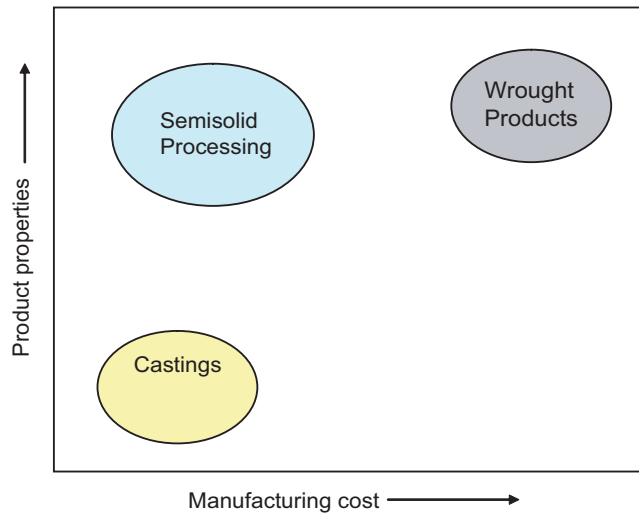 Wrought
Products
Semisolid
Processing
Castings
Product properties
Manufacturing cost